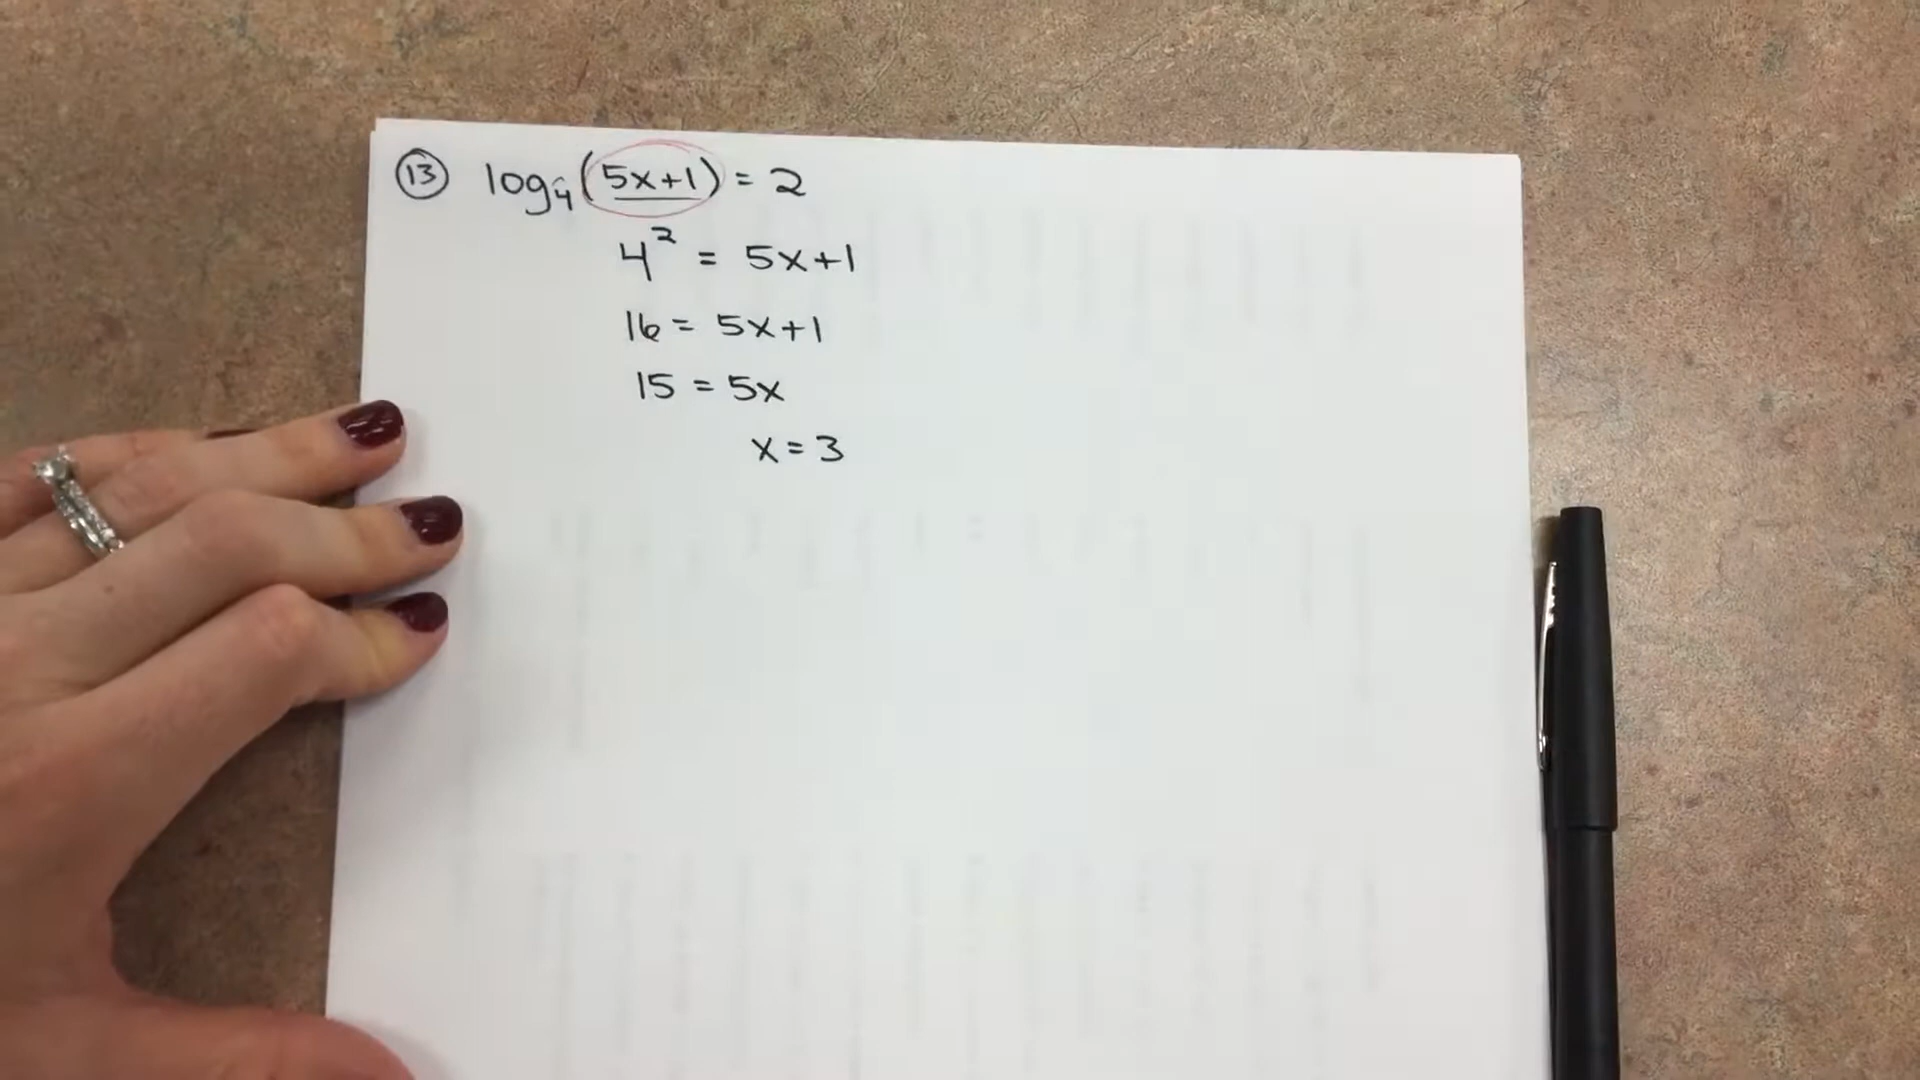 ⑬ log₄(5x+1) = 2
4² = 5x+1
16 = 5x+1
15 = 5x
x = 3